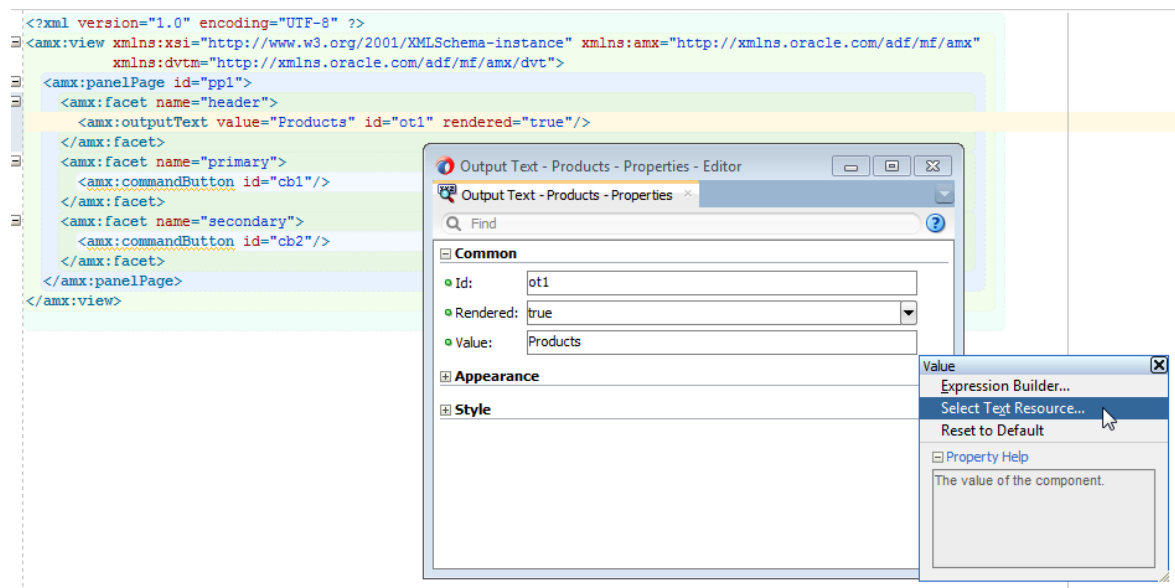 <?xml version="1.0" encoding="UTF-8" ?>
<amx:view xmlns:xsi="http://www.w3.org/2001/XMLSchema-instance" xmlns:amx="http://xmlns.oracle.com/adf/mf/amx"
xmlns:dvtm="http://xmlns.oracle.com/adf/mf/amx/dvt">
<amx:panelPage id="pp1">
<amx:facet name="header">
<amx:outputText value="Products" id="ot1" rendered="true"/>
</amx:facet>
<amx:facet name="primary">
<amx:commandButton id="cb1"/>
</amx:facet>
<amx:facet name="secondary">
<amx:commandButton id="cb2"/>
</amx:facet>
</amx:panelPage>
</amx:view>
Output Text - Products - Properties - Editor
Output Text - Products - Properties
Find
Common
Id: ot1
Rendered: true
Value: Products
Appearance
Style
Value
Expression Builder...
Select Text Resource...
Reset to Default
Property Help
The value of the component.